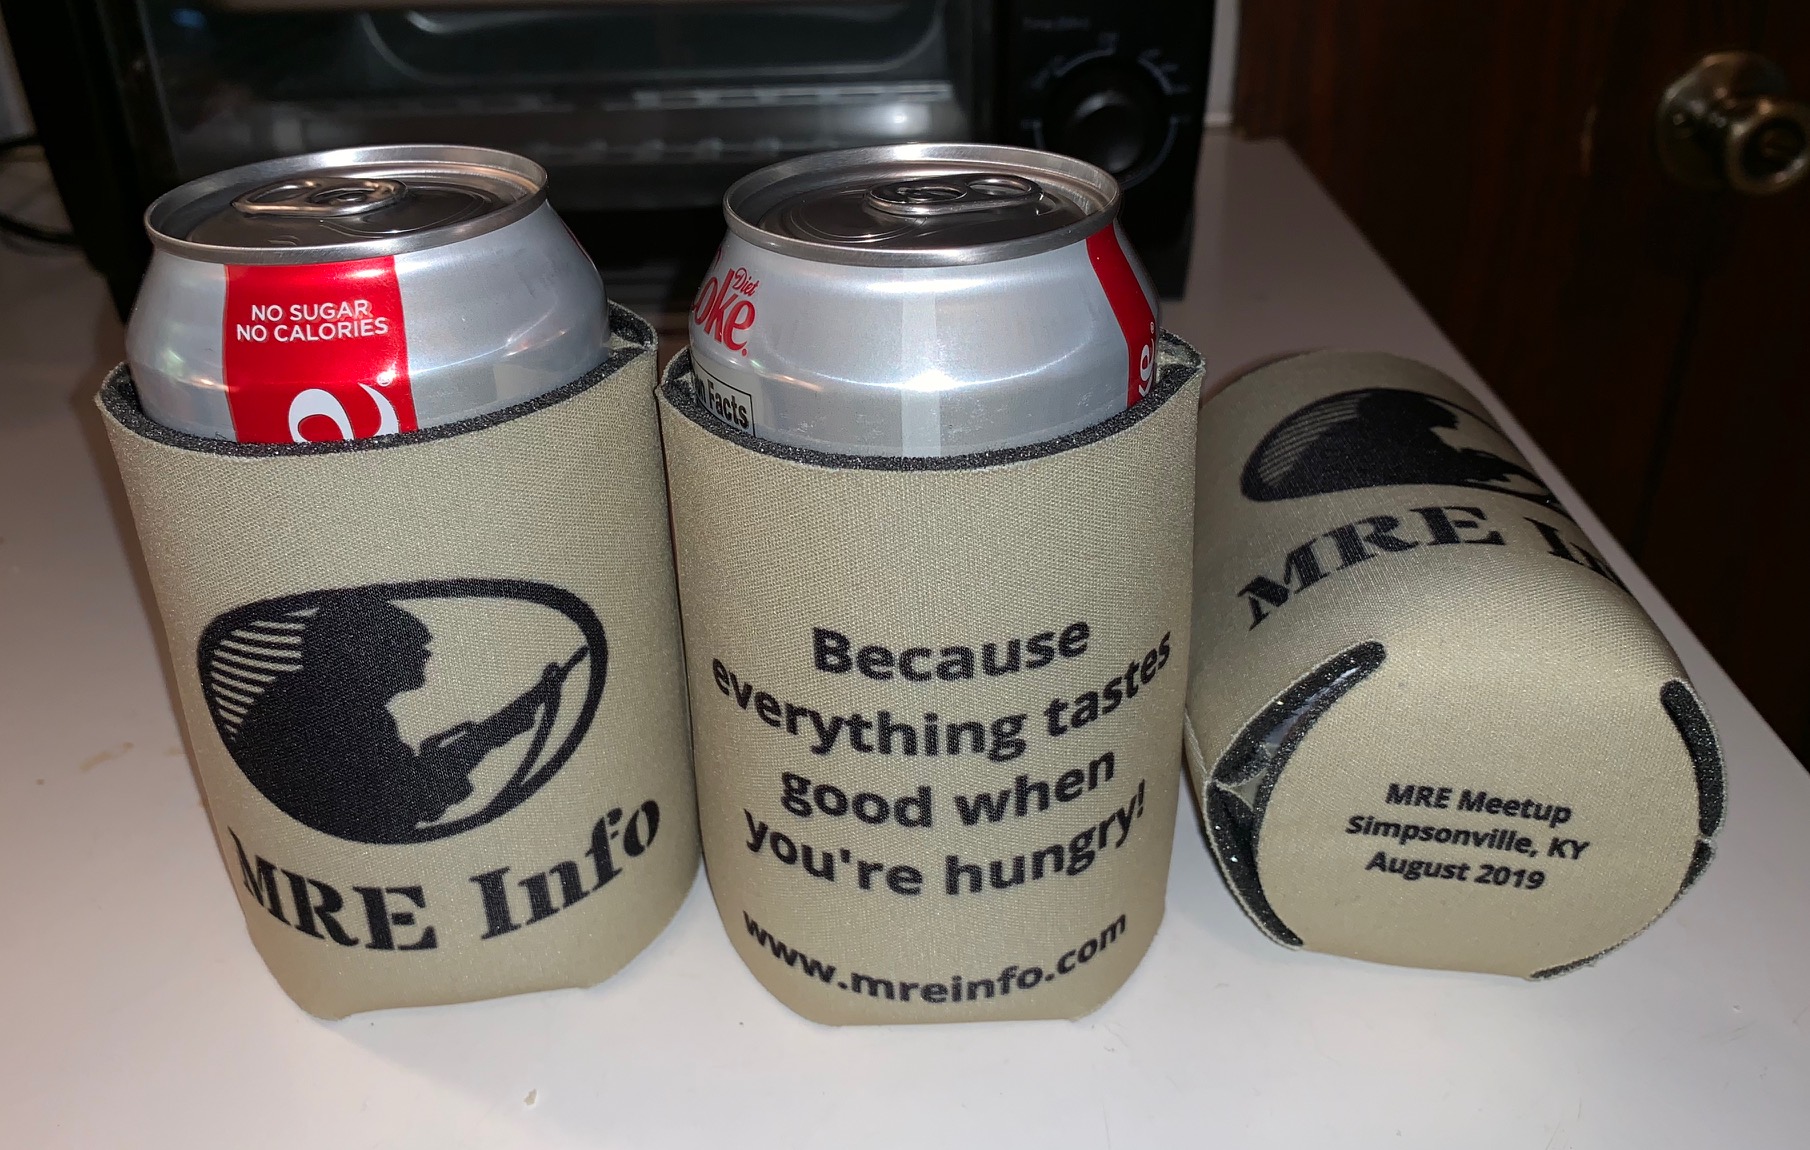 NO SUGAR
NO CALORIES
MRE Info
Diet
oke
n Facts
Because
everything tastes
good when
you're hungry!
www.mreinfo.com
MRE In
MRE Meetup
Simpsonville, KY
August 2019